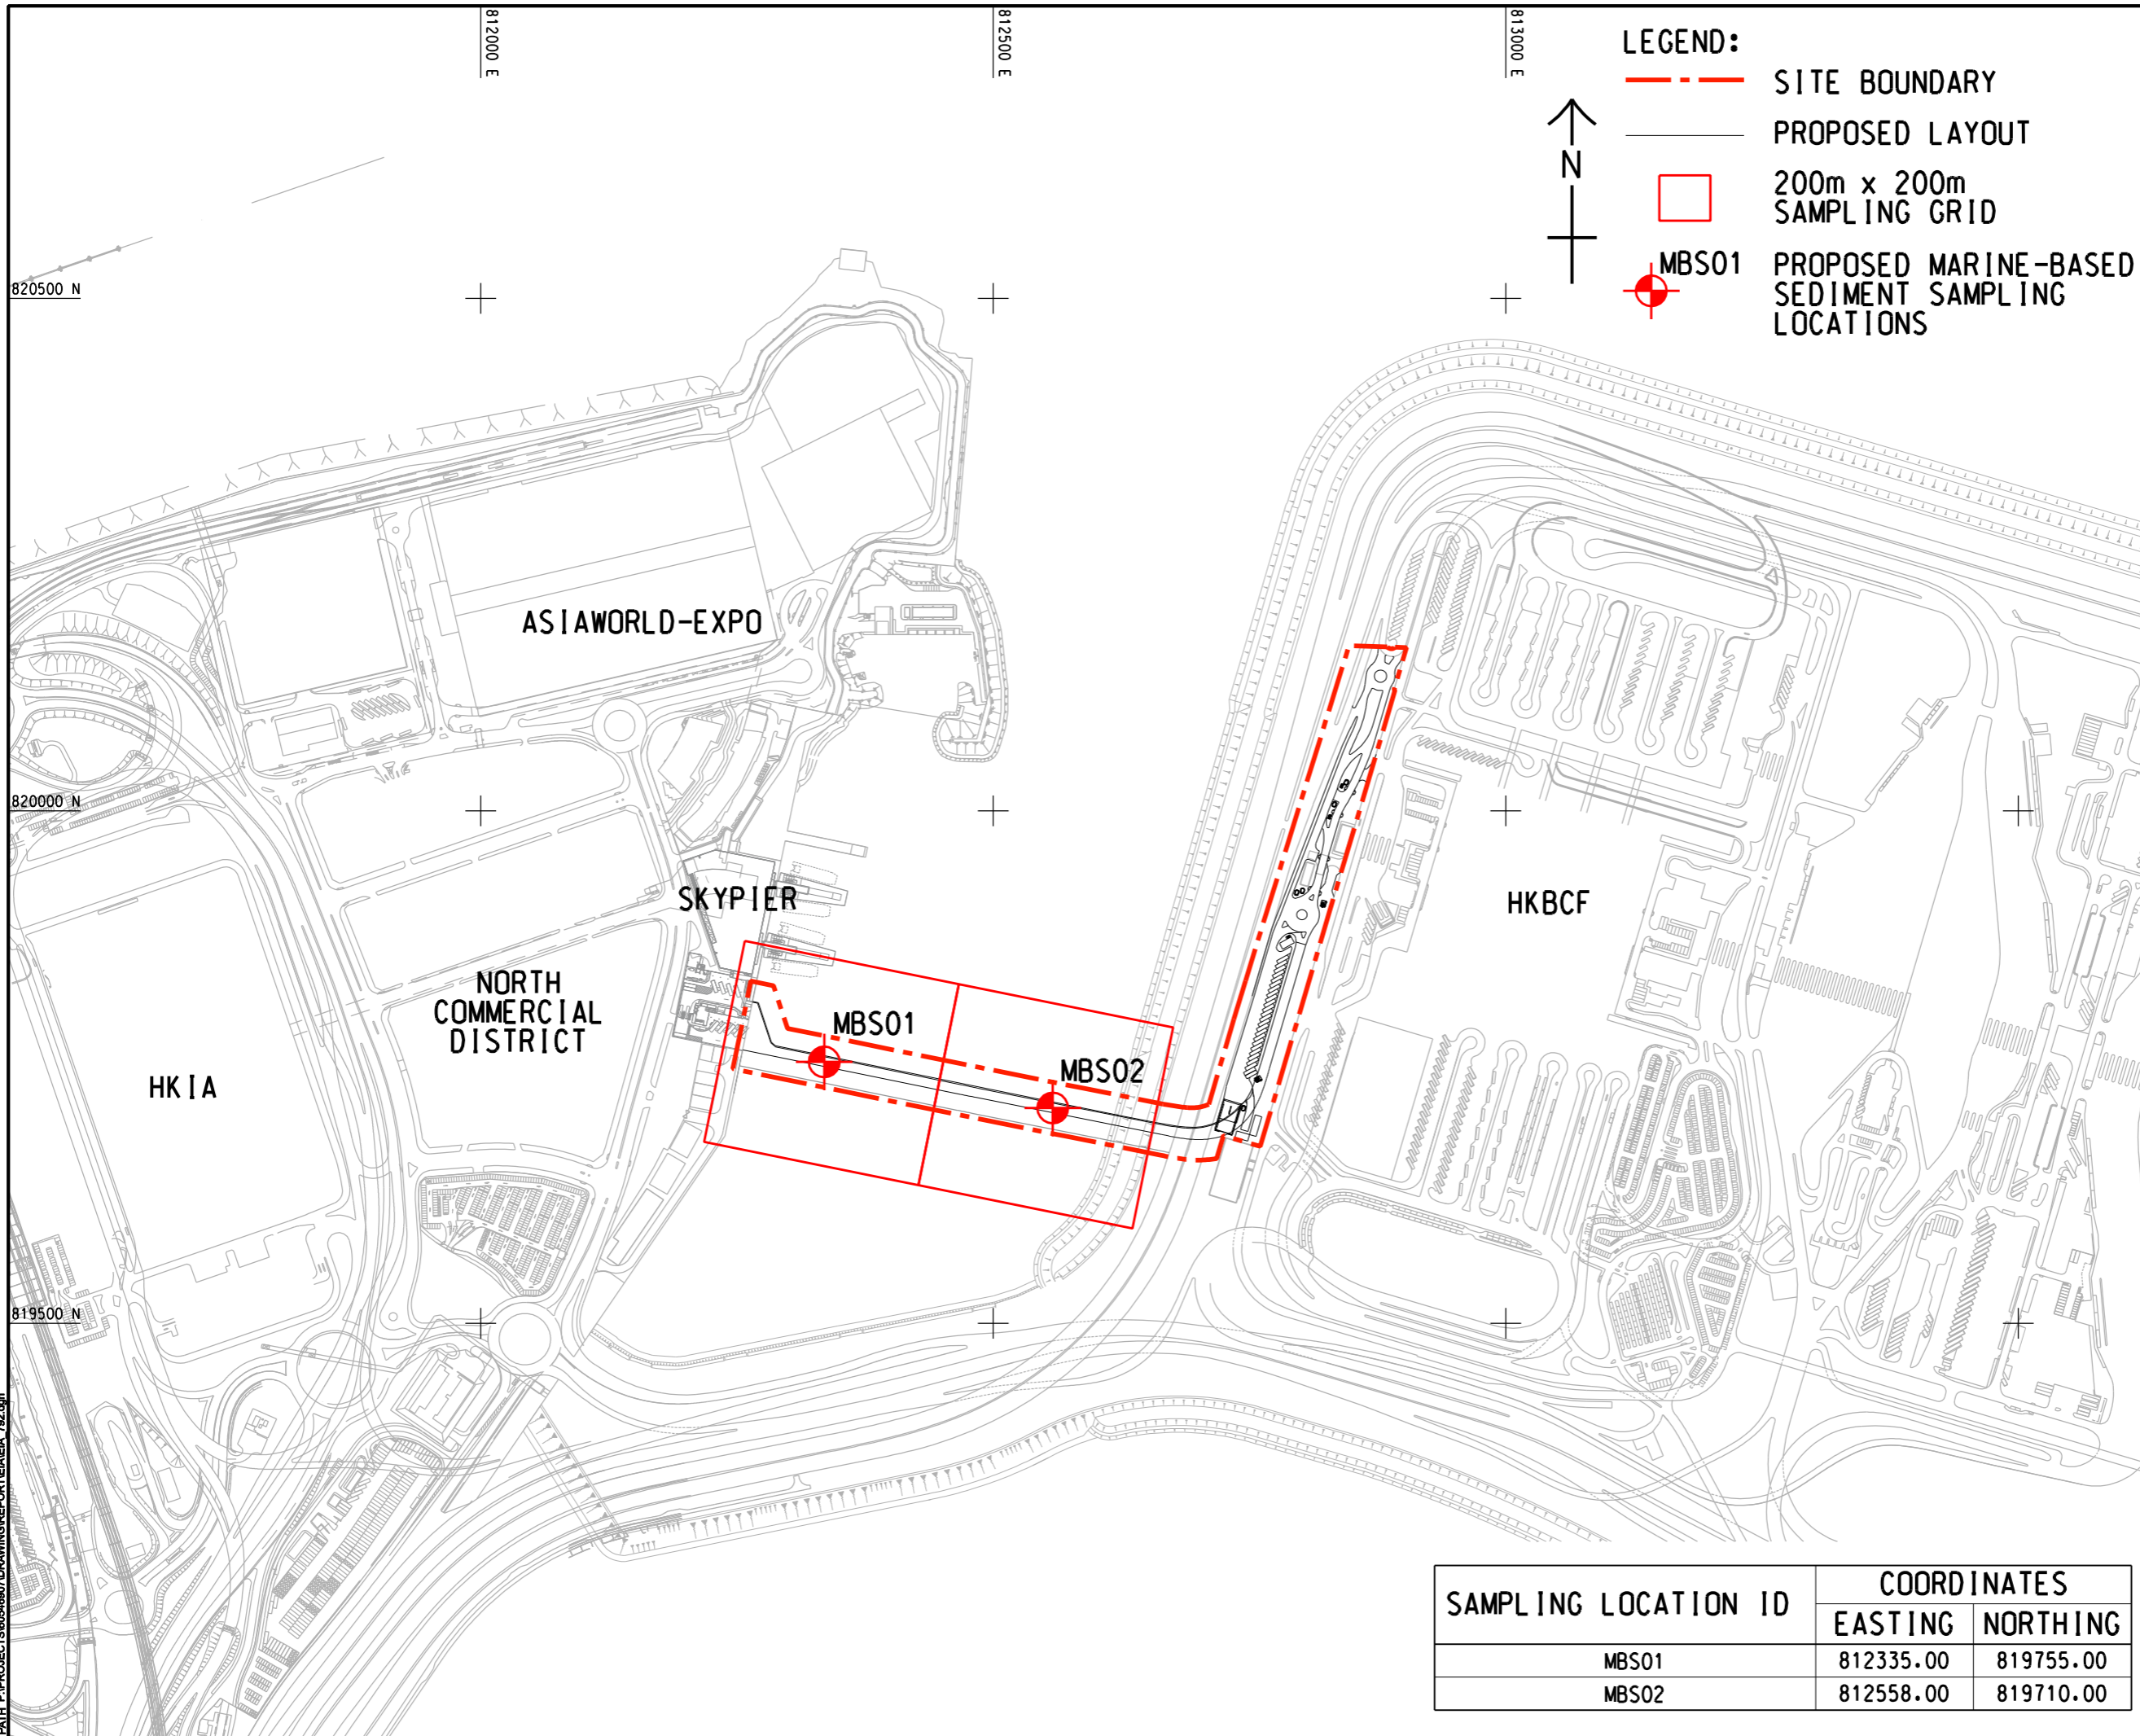 812000 E
812500 E
813000 E
LEGEND:
SITE BOUNDARY
PROPOSED LAYOUT
200m x 200m
SAMPLING GRID
N
MBS01
PROPOSED MARINE-BASED
SEDIMENT SAMPLING
LOCATIONS
820500 N
ASIAWORLD-EXPO
820000 N
SKYPIER
HKBCF
NORTH
COMMERCIAL
DISTRICT
MBS01
MBS02
HKIA
819500 N
SAMPLING LOCATION ID
COORDINATES
EASTING NORTHING
MBS01 812335.00 819755.00
MBS02 812558.00 819710.00